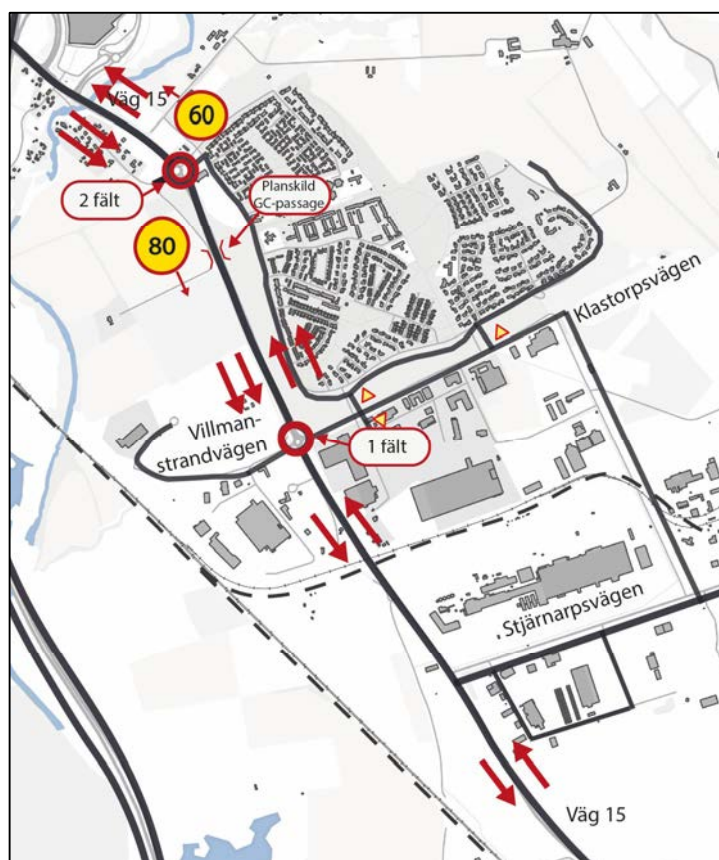 Väg 15
60
2 fält
Planskild
GC-passage
80
Klastorpsvägen
Villman-
strandvägen
1 fält
Stjärnarpsvägen
Väg 15